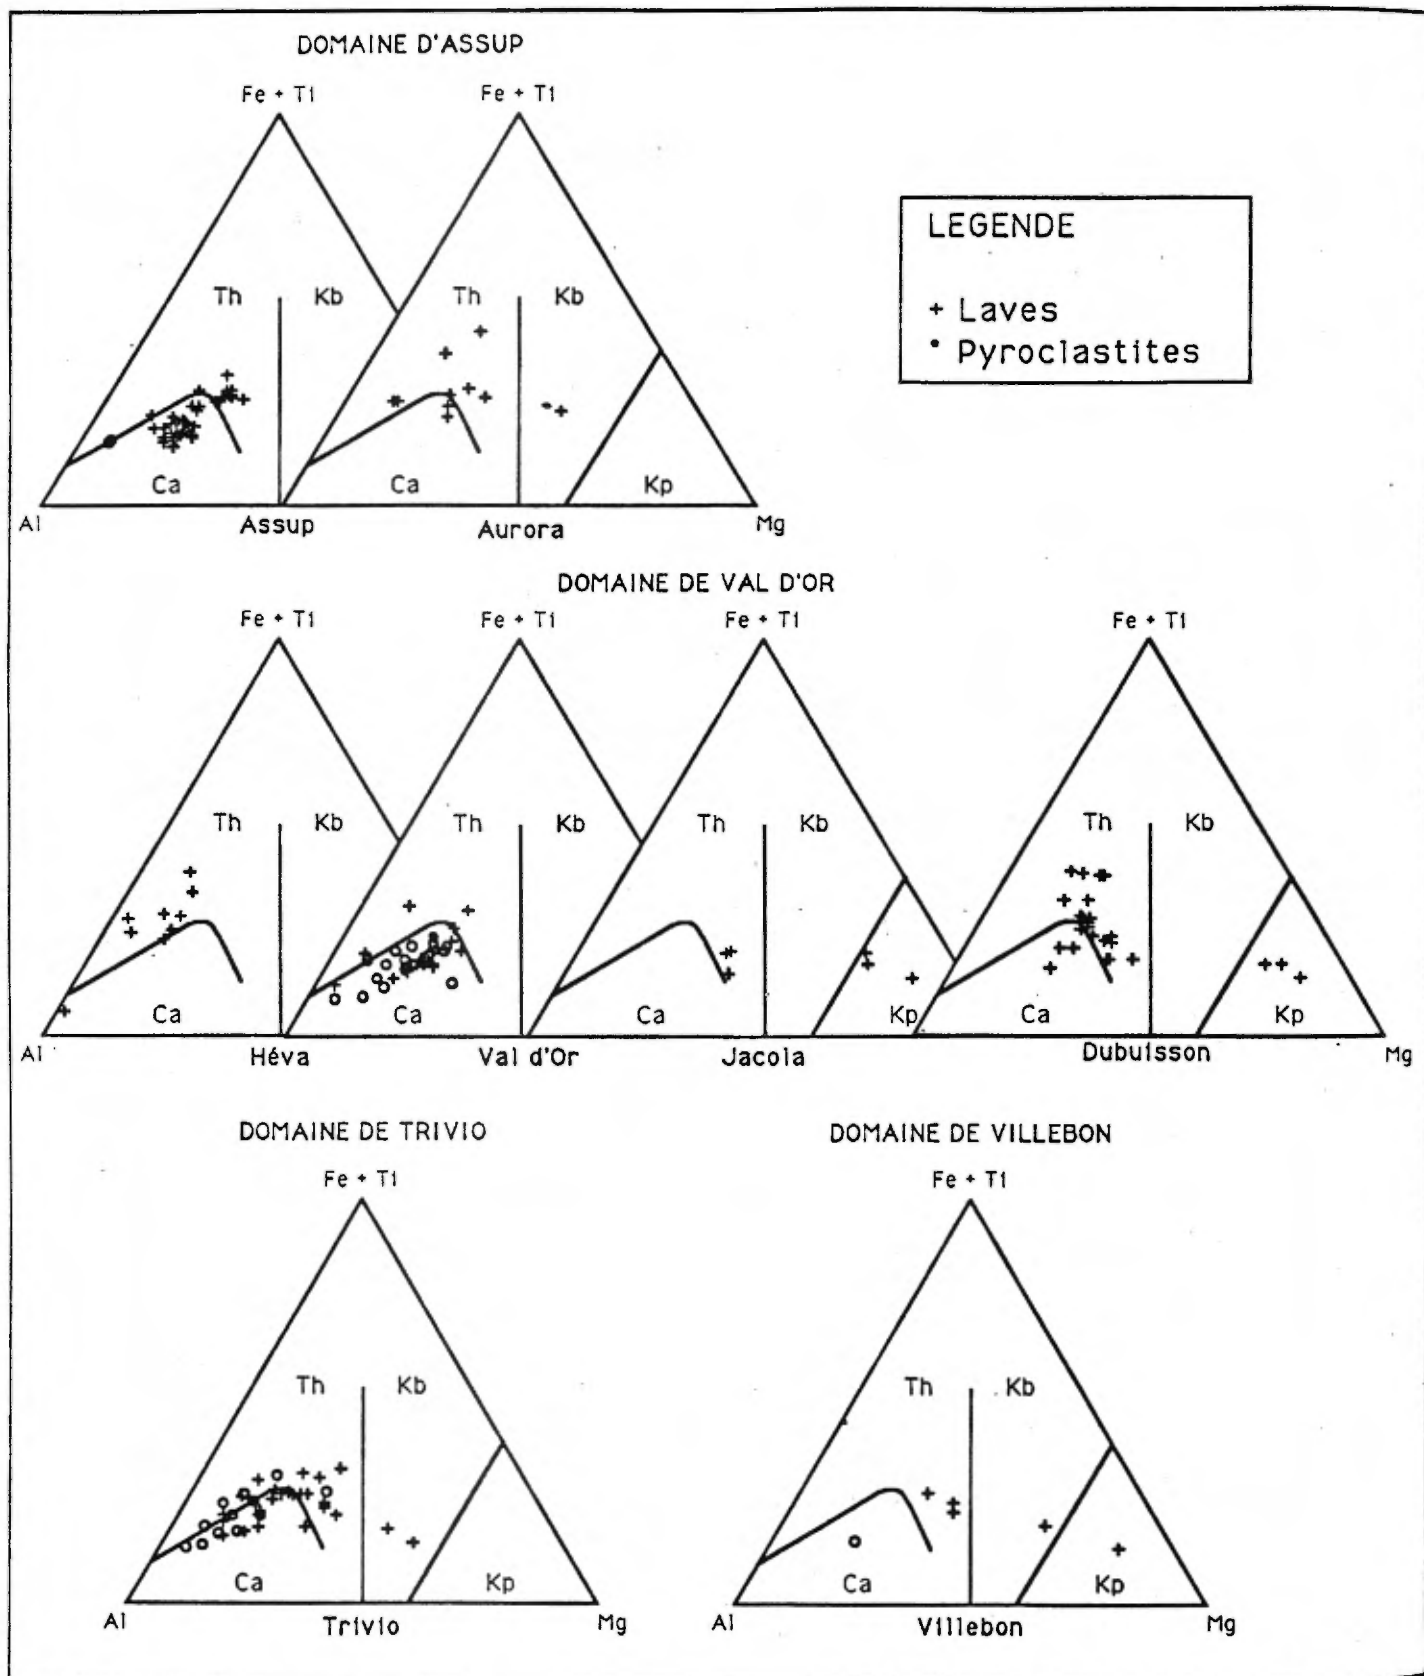 DOMAINE D'ASSUP
Fe + Ti
Fe + Ti
LEGENDE
+ Laves
• Pyroclastites
Th
Kb
Th
Kb
Ca
Ca
Kp
Al
Assup
Aurora
Mg
DOMAINE DE VAL D'OR
Fe + Ti
Fe + Ti
Fe + Ti
Fe + Ti
Th
Kb
Th
Kb
Th
Kb
Th
Kb
Ca
Ca
Ca
Kp
Ca
Kp
Al
Héva
Val d'Or
Jacola
Dubuisson
Mg
DOMAINE DE TRIVIO
DOMAINE DE VILLEBON
Fe + Ti
Fe + Ti
Th
Kb
Th
Kb
Ca
Kp
Ca
Kp
Al
Trivio
Mg
Al
Villebon
Mg